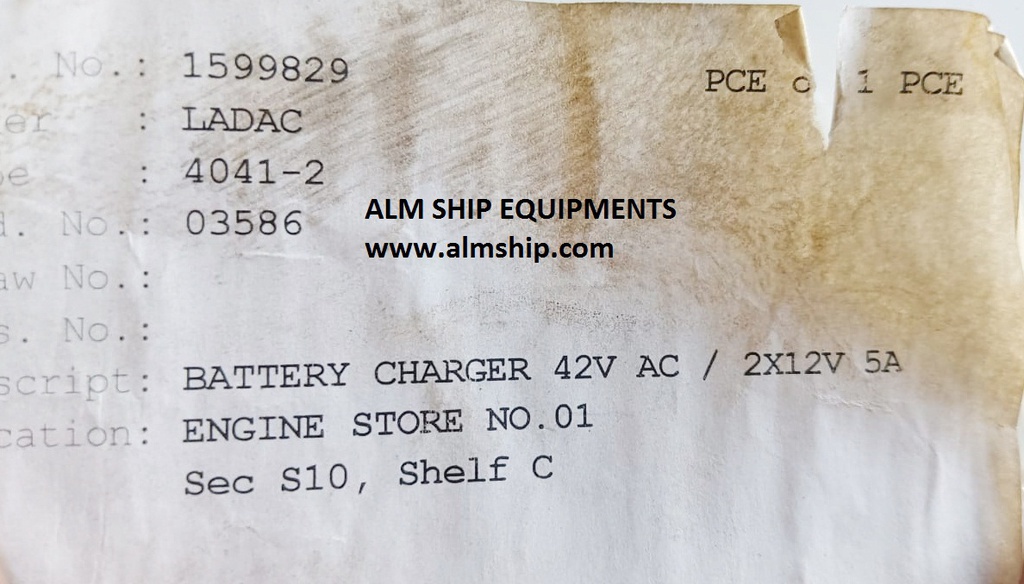 . No.: 1599829
PCE o 1 PCE
er : LADAC
e : 4041-2
. No.: 03586
ALM SHIP EQUIPMENTS
www.almship.com
aw No.:
s. No.:
script: BATTERY CHARGER 42V AC / 2X12V 5A
cation: ENGINE STORE NO.01
Sec S10, Shelf C